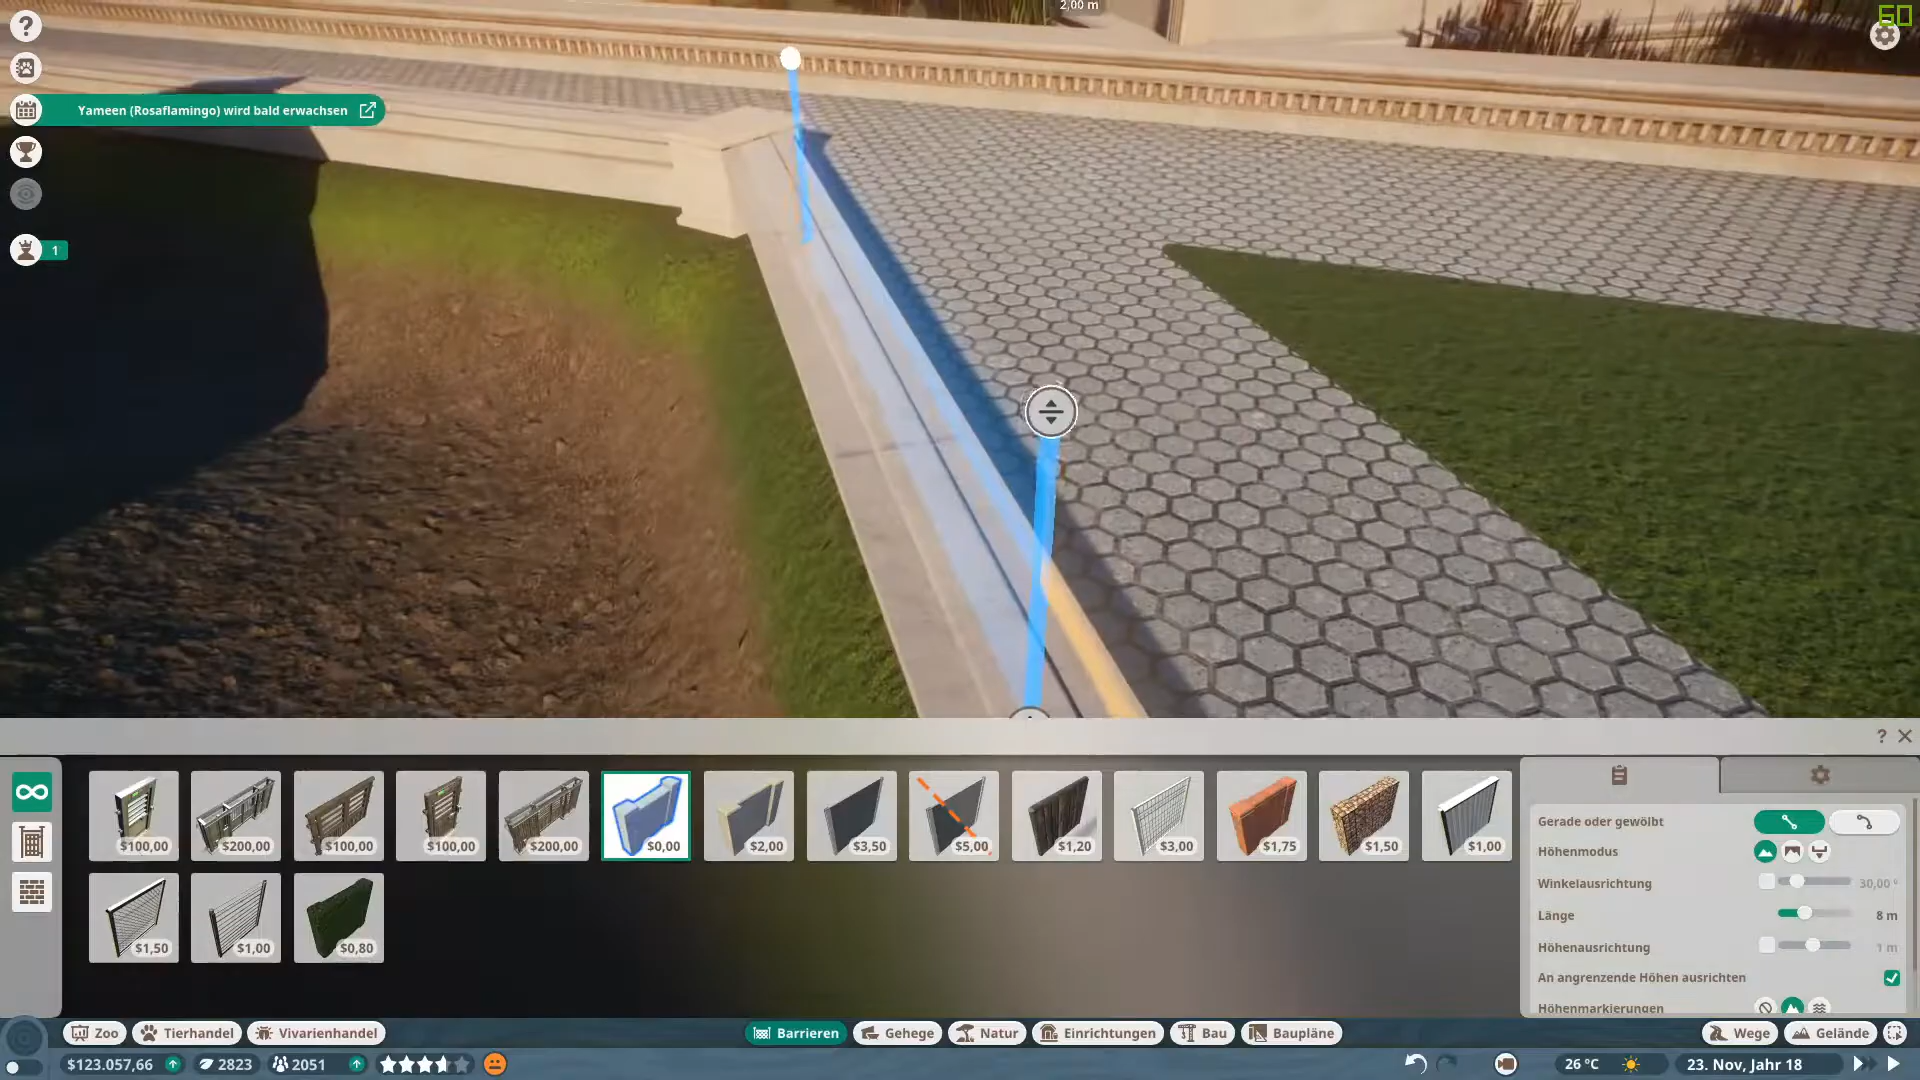 2,00 m
60
?
Yameen (Rosaflamingo) wird bald erwachsen
1
?
$100,00
$200,00
$100,00
$100,00
$200,00
$0,00
$2,00
$3,50
$5,00
$1,20
$3,00
$1,75
$1,50
$1,00
$1,50
$1,00
$0,80
Gerade oder gewölbt
Höhenmodus
Winkelausrichtung 30,00 °
Länge 8 m
Höhenausrichtung 1 m
An angrenzende Höhen ausrichten
Höhenmarkierungen
Zoo
Tierhandel
Vivarienhandel
Barrieren
Gehege
Natur
Einrichtungen
Bau
Baupläne
Wege
Gelände
$123.057,66
2823
2051
26 °C
23. Nov, Jahr 18